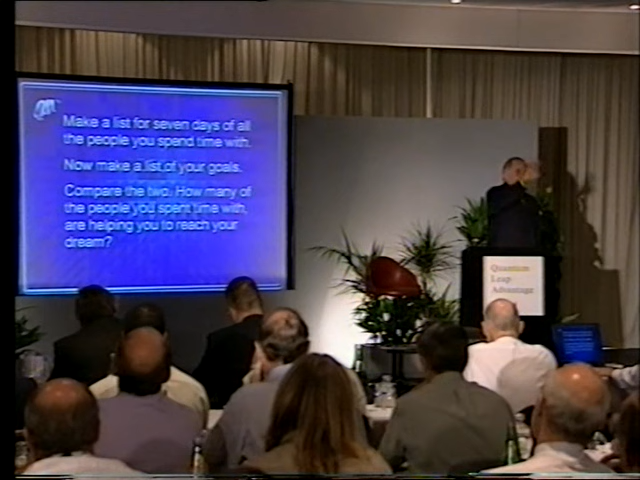 Make a list for seven days of all
the people you spend time with.
Now make a list of your goals.
Compare the two. How many of
the people you spent time with,
are helping you to reach your
dream?
Quantum
Leap
Advantage